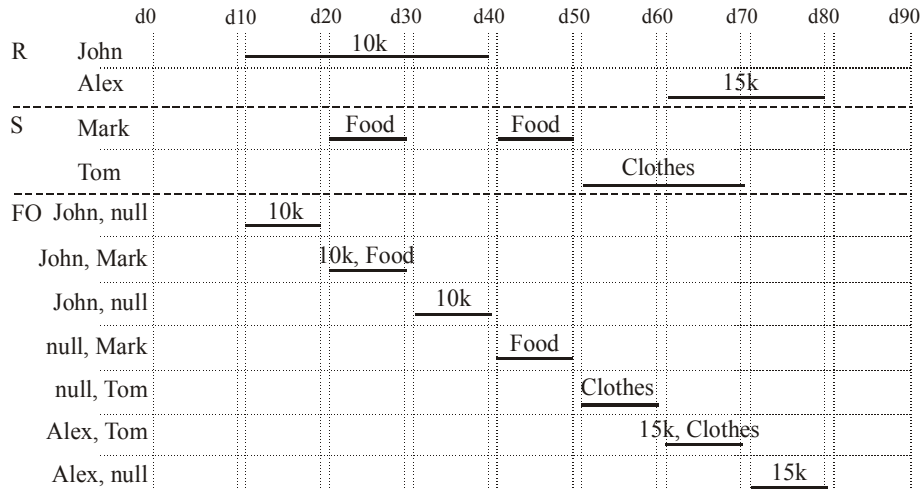 d0 d10 d20 d30 d40 d50 d60 d70 d80 d90
R John 10k
Alex 15k
S Mark Food Food
Tom Clothes
FO John, null 10k
John, Mark 10k, Food
John, null 10k
null, Mark Food
null, Tom Clothes
Alex, Tom 15k, Clothes
Alex, null 15k